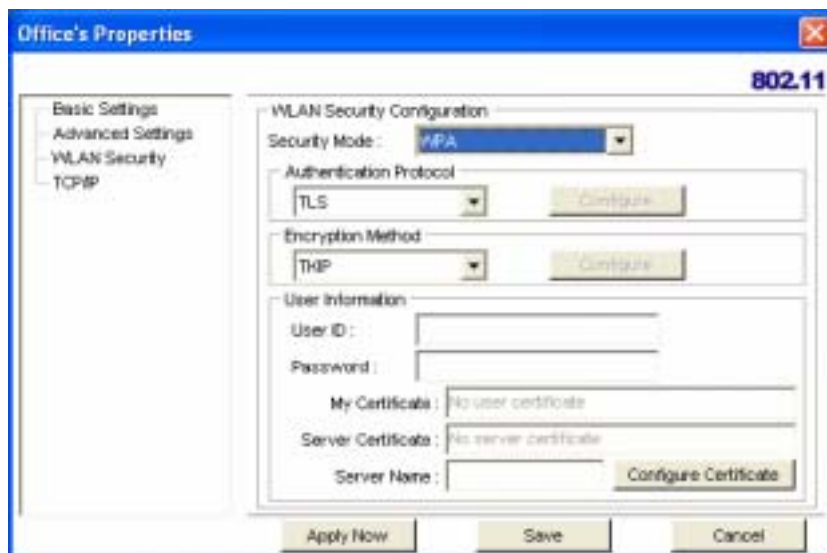 Office's Properties
802.11
Basic Settings
Advanced Settings
WLAN Security
TCP/IP
WLAN Security Configuration
Security Mode : WPA
Authentication Protocol
TLS Configure
Encryption Method
TKIP Configure
User Information
User ID :
Password :
My Certificate : No user certificate
Server Certificate : No server certificate
Server Name : Configure Certificate
Apply Now Save Cancel